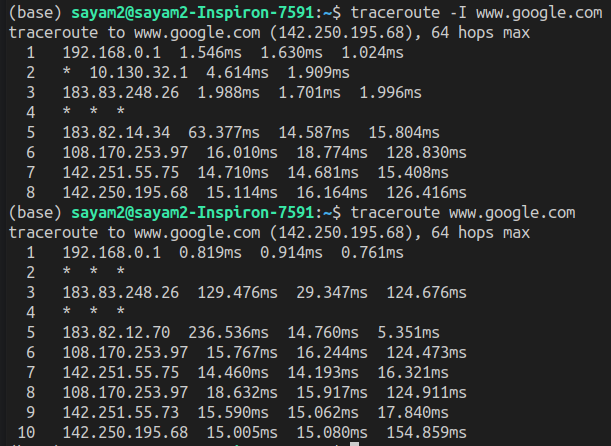 (base) sayam2@sayam2-Inspiron-7591:~$ traceroute -I www.google.com
traceroute to www.google.com (142.250.195.68), 64 hops max
1 192.168.0.1 1.546ms 1.630ms 1.024ms
2 * 10.130.32.1 4.614ms 1.909ms
3 183.83.248.26 1.988ms 1.701ms 1.996ms
4 * * *
5 183.82.14.34 63.377ms 14.587ms 15.804ms
6 108.170.253.97 16.010ms 18.774ms 128.830ms
7 142.251.55.75 14.710ms 14.681ms 15.408ms
8 142.250.195.68 15.114ms 16.164ms 126.416ms
(base) sayam2@sayam2-Inspiron-7591:~$ traceroute www.google.com
traceroute to www.google.com (142.250.195.68), 64 hops max
1 192.168.0.1 0.819ms 0.914ms 0.761ms
2 * * *
3 183.83.248.26 129.476ms 29.347ms 124.676ms
4 * * *
5 183.82.12.70 236.536ms 14.760ms 5.351ms
6 108.170.253.97 15.767ms 16.244ms 124.473ms
7 142.251.55.75 14.460ms 14.193ms 16.321ms
8 108.170.253.97 18.632ms 15.917ms 124.911ms
9 142.251.55.73 15.590ms 15.062ms 17.840ms
10 142.250.195.68 15.005ms 15.080ms 154.859ms